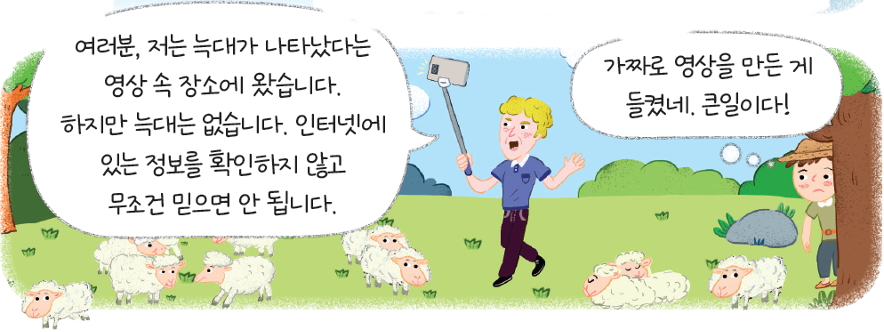 여러분, 저는 늑대가 나타났다는
영상 속 장소에 왔습니다.
하지만 늑대는 없습니다. 인터넷에
있는 정보를 확인하지 않고
무조건 믿으면 안 됩니다.
가짜로 영상을 만든 게
들켰네. 큰일이다!